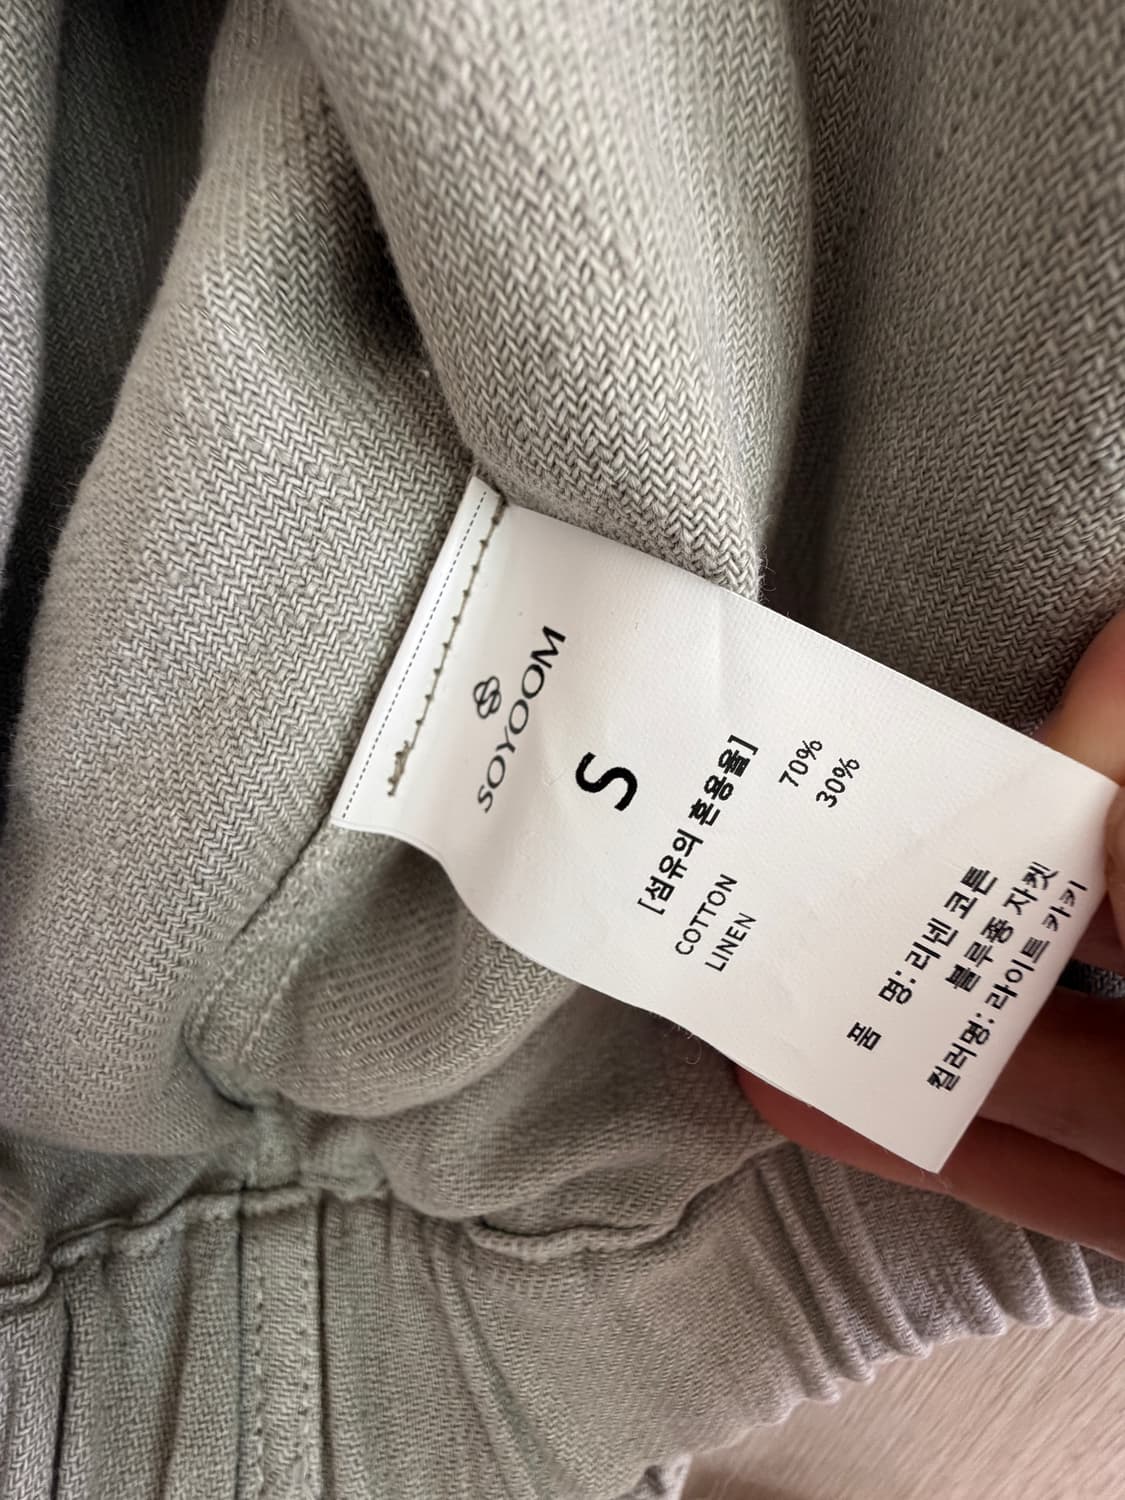 SOYOOM
S
[섬유의 혼용율]
COTTON 70%
LINEN 30%
품 명: 리넨 코튼
블루종 자켓
컬러명: 라이트 카키